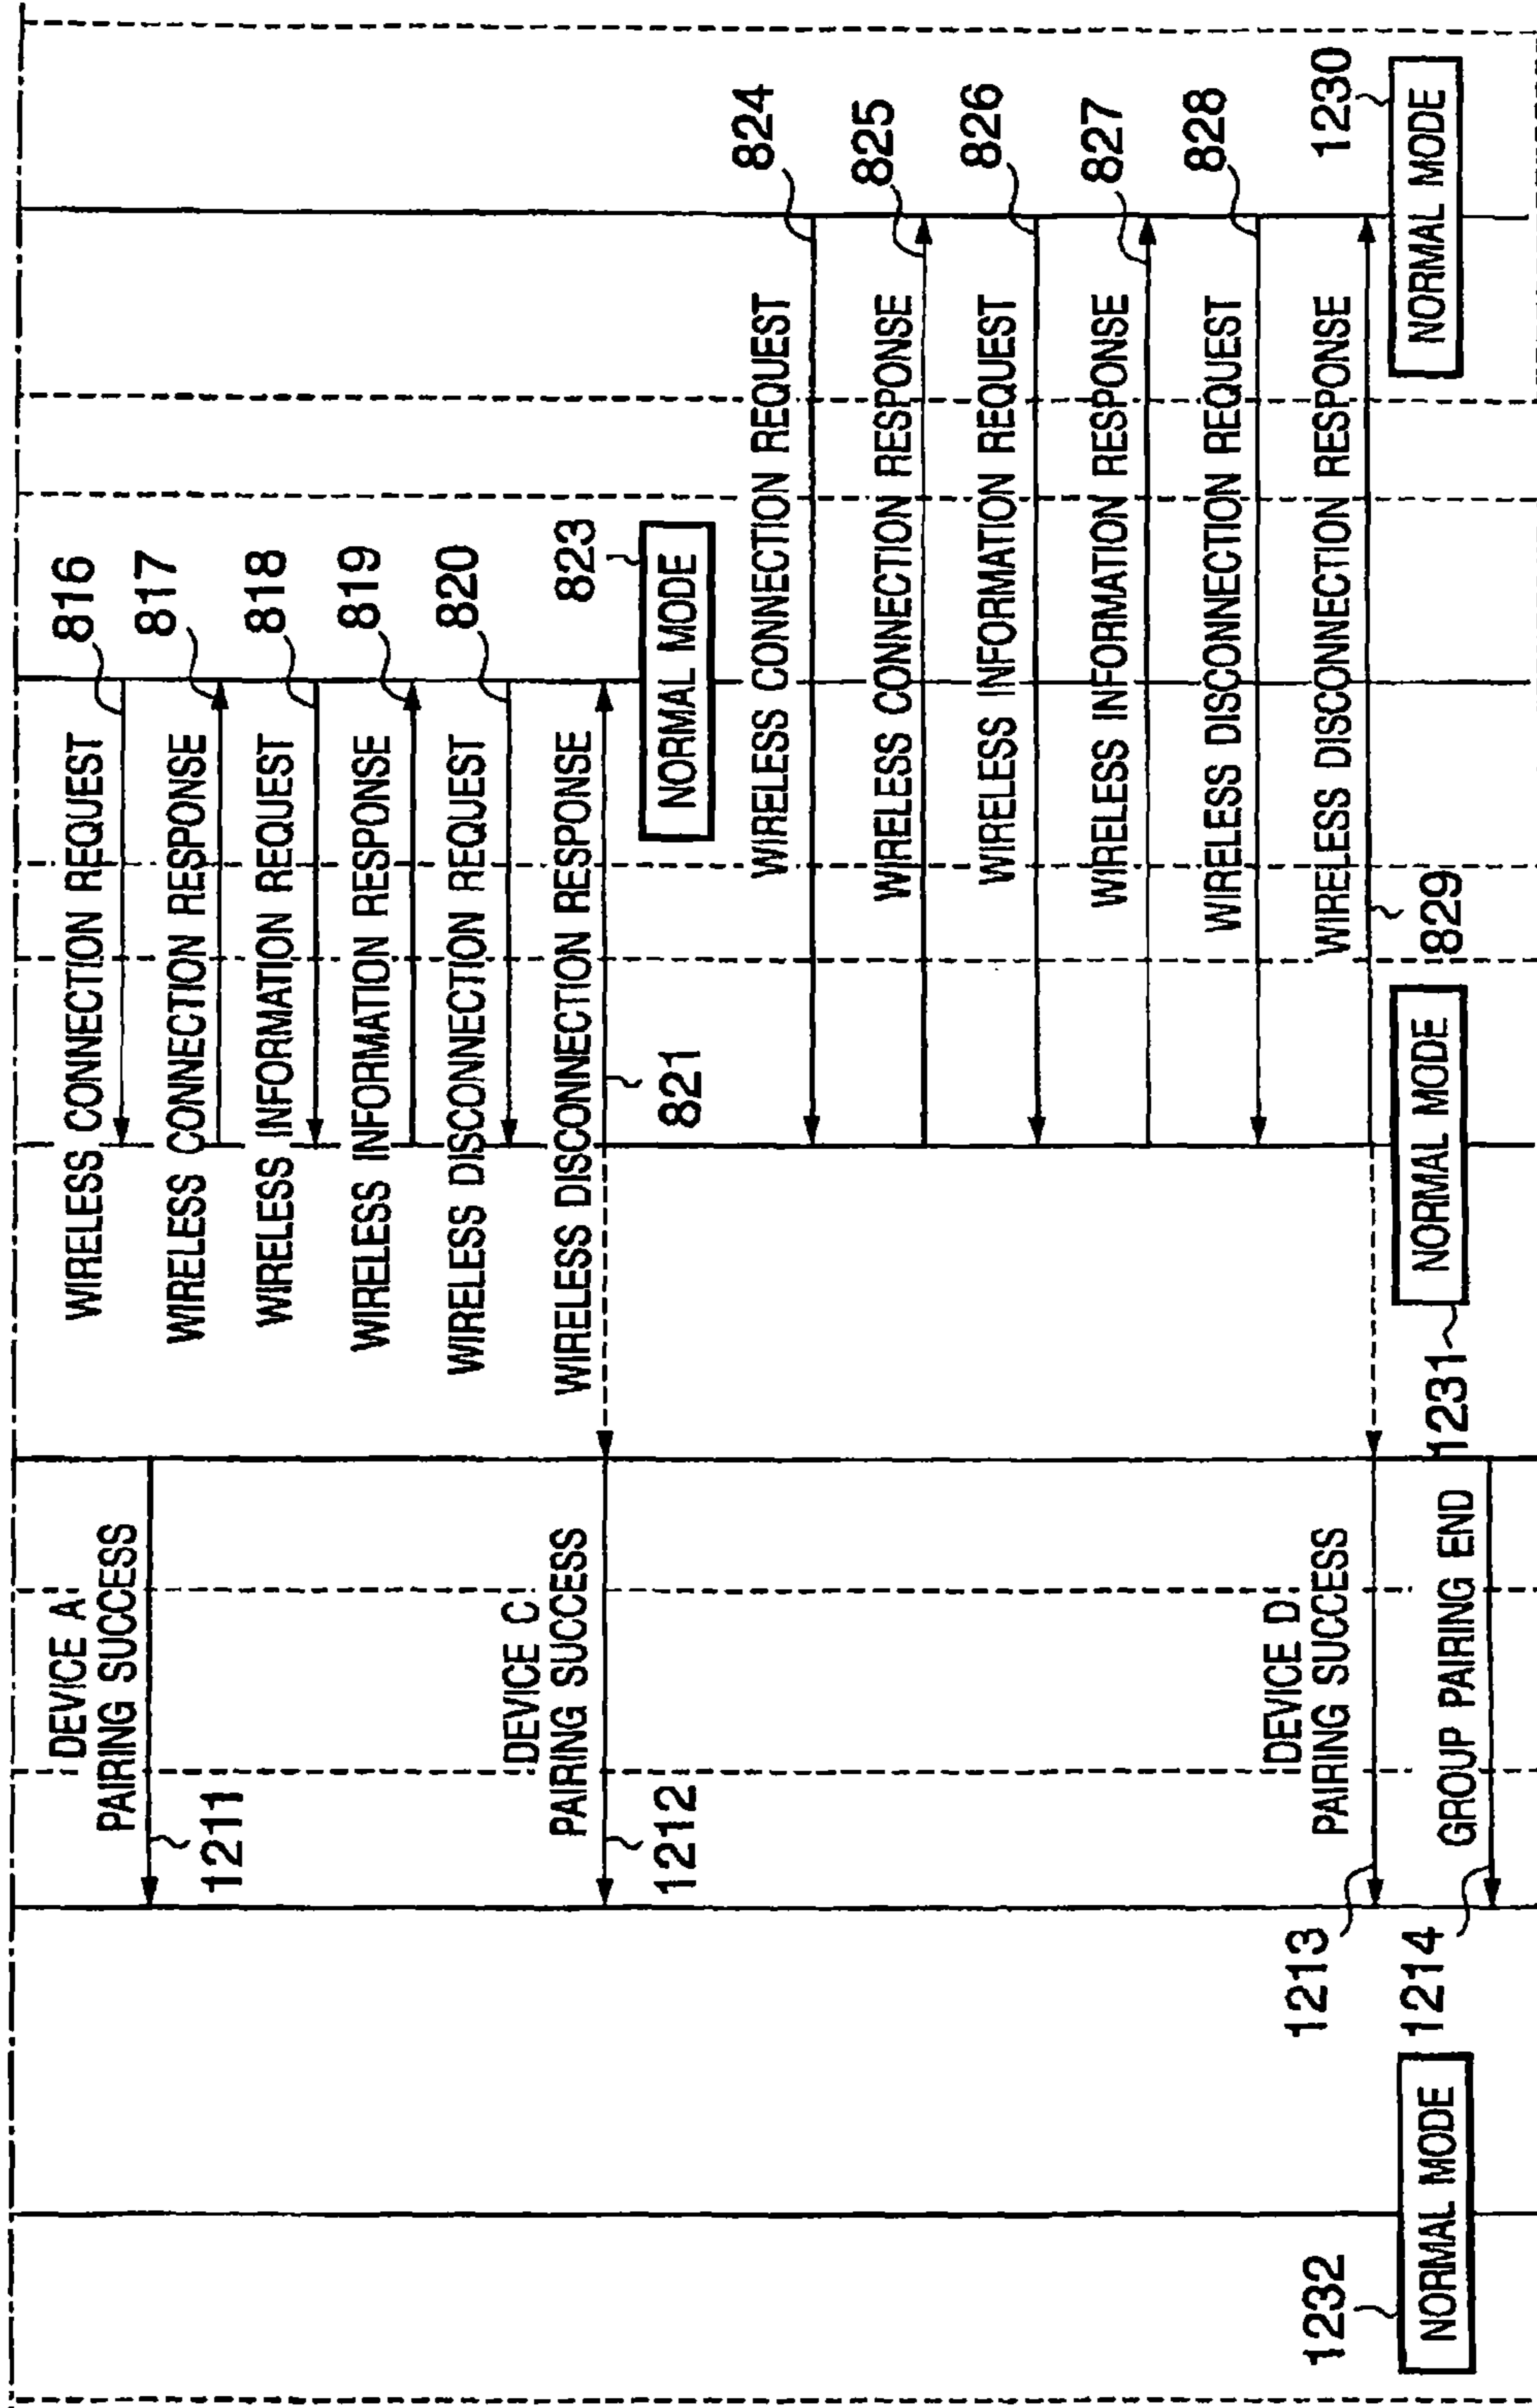 DEVICE A
PAIRING SUCCESS
1211
WIRELESS CONNECTION REQUEST
816
WIRELESS CONNECTION RESPONSE
817
WIRELESS INFORMATION REQUEST
818
WIRELESS INFORMATION RESPONSE
819
WIRELESS DISCONNECTION REQUEST
820
WIRELESS DISCONNECTION RESPONSE
821
DEVICE C
PAIRING SUCCESS
1212
823
NORMAL MODE
WIRELESS CONNECTION REQUEST
824
WIRELESS CONNECTION RESPONSE
825
WIRELESS INFORMATION REQUEST
826
WIRELESS INFORMATION RESPONSE
827
WIRELESS DISCONNECTION REQUEST
828
WIRELESS DISCONNECTION RESPONSE
829
DEVICE D
PAIRING SUCCESS
1213
1230
NORMAL MODE
1231
NORMAL MODE
1232
NORMAL MODE
GROUP PAIRING END
1214